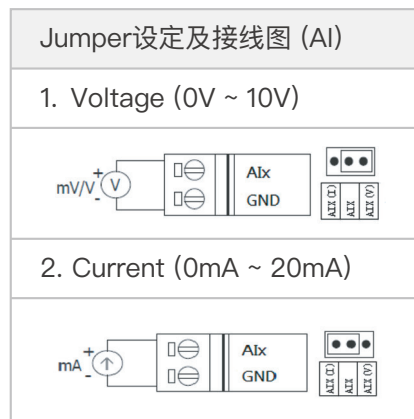 Jumper设定及接线图 (AI)
1. Voltage (0V ~ 10V)
mV/V
+
-
V
AIx
GND
AIX (I)
AIX
AIX (V)
2. Current (0mA ~ 20mA)
mA
+
-
AIx
GND
AIX (I)
AIX
AIX (V)